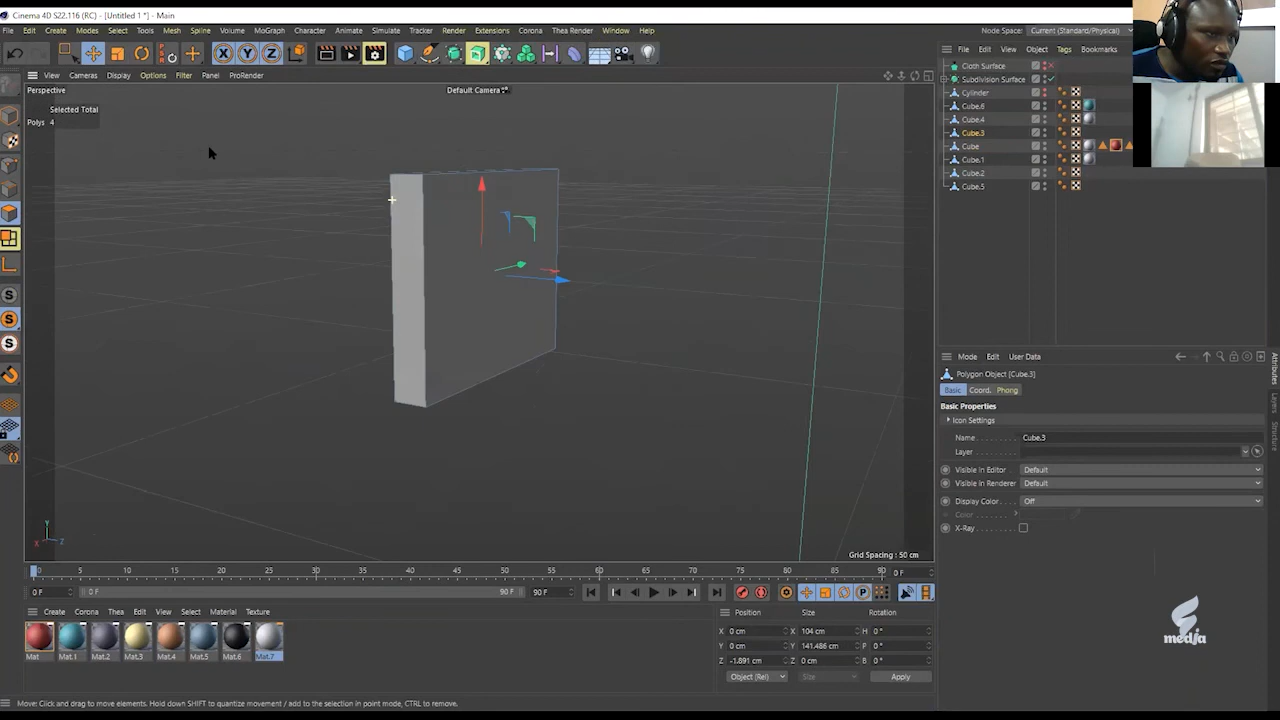 Cinema 4D S22.116 (RC) - [Untitled 1 *] - Main
File Edit Create Modes Select Tools Mesh Spline Volume MoGraph Character Animate Simulate Tracker Render Extensions Corona Thea Render Window Help
Node Space: Current (Standard/Physical)
File Edit View Object Tags Bookmarks
View Cameras Display Options Filter Panel ProRender
Perspective
Default Camera
Selected Total
Polys 4
Cloth Surface
Subdivision Surface
Cylinder
Cube.6
Cube.4
Cube.3
Cube
Cube.1
Cube.2
Cube.5
Attributes
Layers
Structure
Mode Edit User Data
Polygon Object [Cube.3]
Basic Coord. Phong
Basic Properties
Icon Settings
Name Cube.3
Layer
Visible in Editor Default
Visible in Renderer Default
Display Color Off
Color
X-Ray
Y
X Z
Grid Spacing : 50 cm
0 5 10 15 20 25 30 35 40 45 50 55 60 65 70 75 80 85 90 0 F
0 F 0 F 90 F 90 F
Create Corona Thea Edit View Select Material Texture
Mat Mat.1 Mat.2 Mat.3 Mat.4 Mat.5 Mat.6 Mat.7
Position Size Rotation
X 0 cm X 104 cm H 0 °
Y 0 cm Y 141.486 cm P 0 °
Z -1.891 cm Z 0 cm B 0 °
Object (Rel) Size Apply
medja
Move: Click and drag to move elements. Hold down SHIFT to quantize movement / add to the selection in point mode, CTRL to remove.